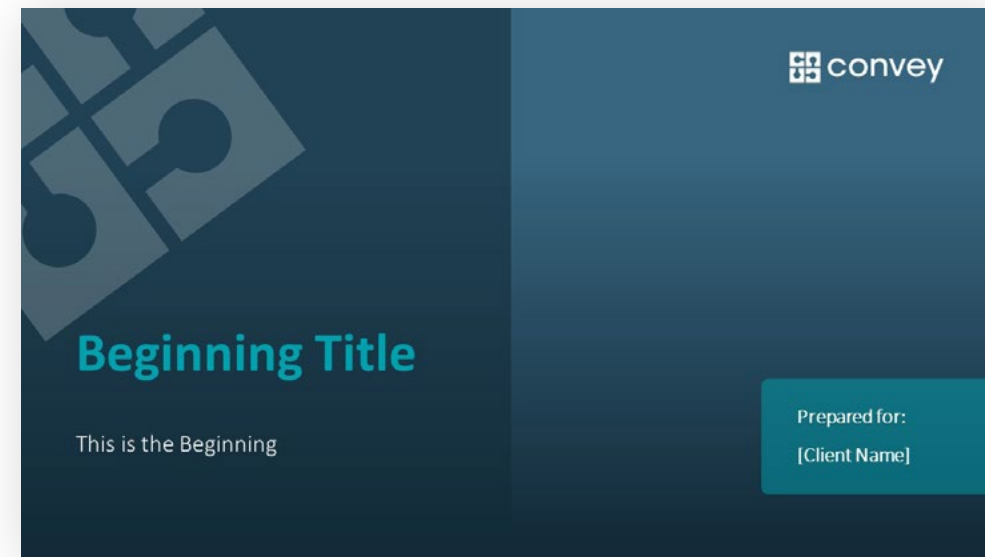 convey
Beginning Title
This is the Beginning
Prepared for:
[Client Name]